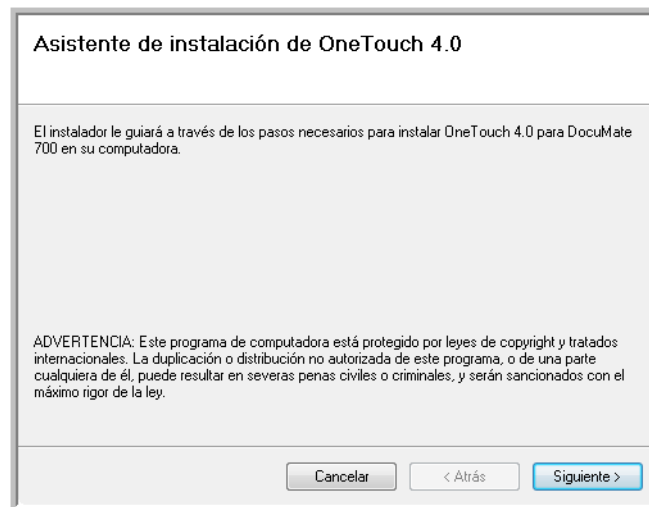 Asistente de instalación de OneTouch 4.0
El instalador le guiará a través de los pasos necesarios para instalar OneTouch 4.0 para DocuMate
700 en su computadora.
ADVERTENCIA: Este programa de computadora está protegido por leyes de copyright y tratados
internacionales. La duplicación o distribución no autorizada de este programa, o de una parte
cualquiera de él, puede resultar en severas penas civiles o criminales, y serán sancionados con el
máximo rigor de la ley.
Cancelar
< Atrás
Siguiente >